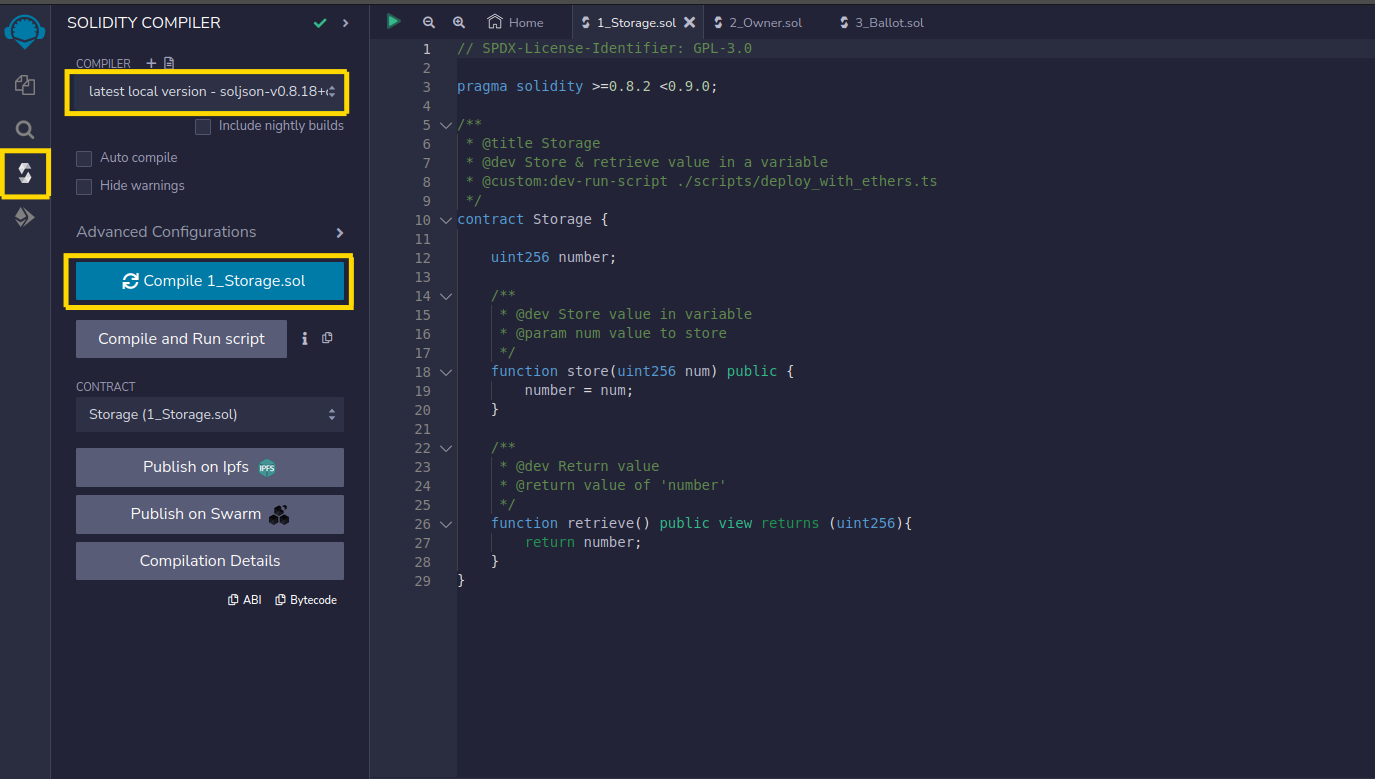 SOLIDITY COMPILER
COMPILER
latest local version - soljson-v0.8.18+c
Include nightly builds
Auto compile
Hide warnings
Advanced Configurations
Compile 1_Storage.sol
Compile and Run script
CONTRACT
Storage (1_Storage.sol)
Publish on Ipfs IPFS
Publish on Swarm
Compilation Details
ABI Bytecode
Home 1_Storage.sol 2_Owner.sol 3_Ballot.sol
1 // SPDX-License-Identifier: GPL-3.0
2
3 pragma solidity >=0.8.2 <0.9.0;
4
5 /**
6 * @title Storage
7 * @dev Store & retrieve value in a variable
8 * @custom:dev-run-script ./scripts/deploy_with_ethers.ts
9 */
10 contract Storage {
11
12 uint256 number;
13
14 /**
15 * @dev Store value in variable
16 * @param num value to store
17 */
18 function store(uint256 num) public {
19 number = num;
20 }
21
22 /**
23 * @dev Return value
24 * @return value of 'number'
25 */
26 function retrieve() public view returns (uint256){
27 return number;
28 }
29 }